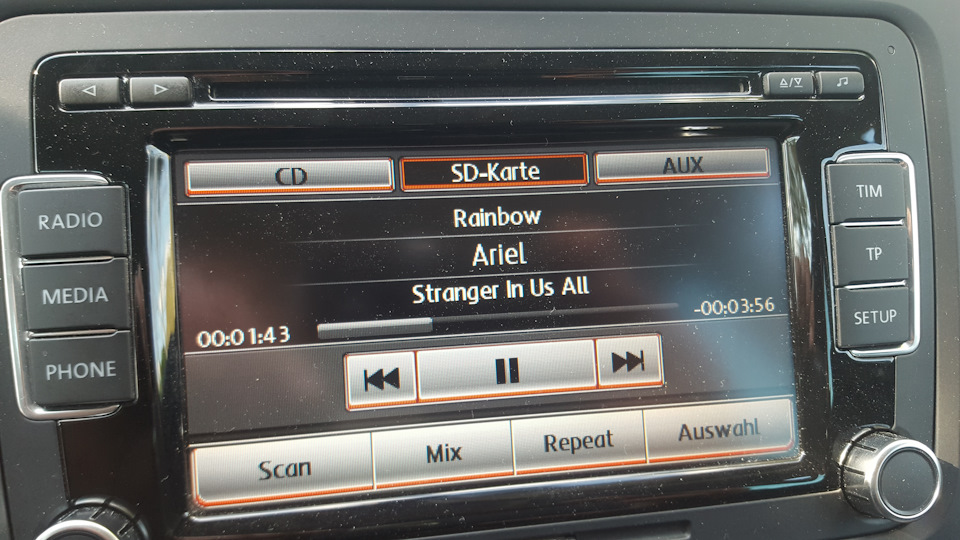 CD SD-Karte AUX
Rainbow
Ariel
Stranger In Us All
00:01:43 -00:03:56
Scan Mix Repeat Auswahl
RADIO
MEDIA
PHONE
TIM
TP
SETUP